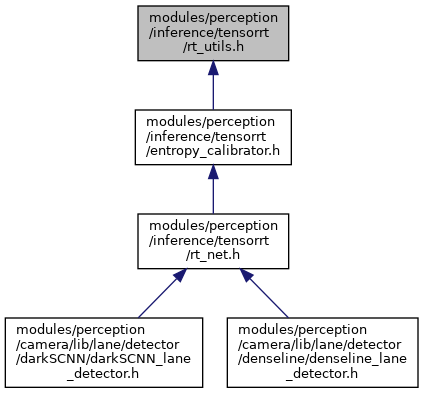 modules/perception
/inference/tensorrt
/rt_utils.h
modules/perception
/inference/tensorrt
/entropy_calibrator.h
modules/perception
/inference/tensorrt
/rt_net.h
modules/perception
/camera/lib/lane/detector
/darkSCNN/darkSCNN_lane
_detector.h
modules/perception
/camera/lib/lane/detector
/denseline/denseline_lane
_detector.h